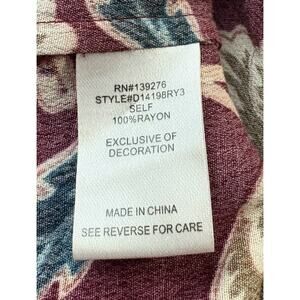 RN#139276
STYLE#D14198RY3
SELF
100%RAYON
EXCLUSIVE OF
DECORATION
MADE IN CHINA
SEE REVERSE FOR CARE